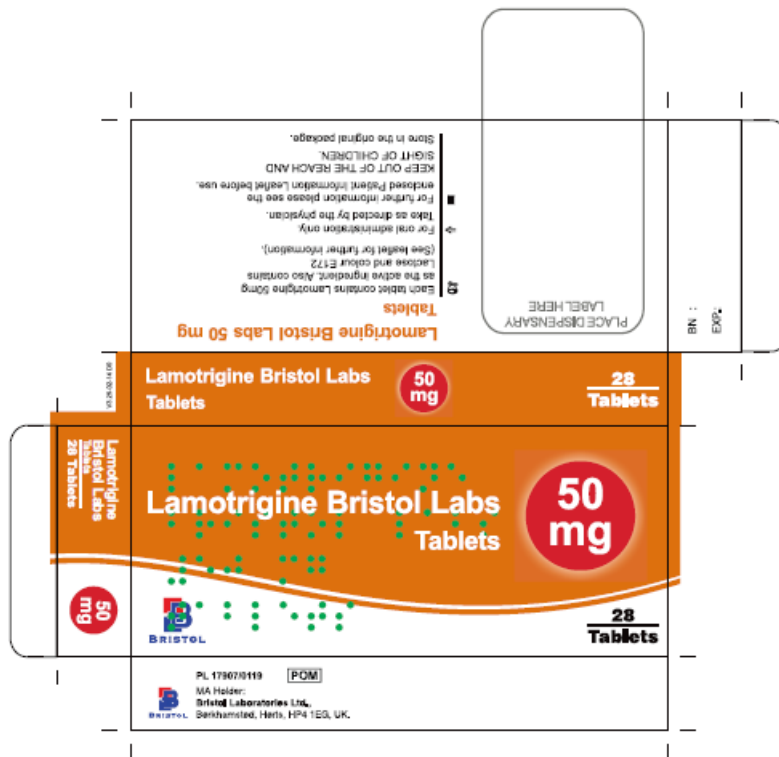 Lamotrigine Bristol Labs 50 mg
Tablets
Each tablet contains Lamotrigine 50mg
as the active ingredient. Also contains
Lactose and colour E172
(See leaflet for further information).
For oral administration only.
Take as directed by the physician.
For further information please see the
enclosed Patient Information Leaflet before use.
KEEP OUT OF THE REACH AND
SIGHT OF CHILDREN.
Store in the original package.
PLACE DISPENSARY
LABEL HERE
BN :
EXP.:
Lamotrigine Bristol Labs
Tablets
50
mg
28
Tablets
Lamotrigine
Bristol Labs
Tablets
28 Tablets
50
mg
Lamotrigine Bristol Labs
Tablets
50
mg
BRISTOL
28
Tablets
PL 17907/0119
POM
MA Holder:
Bristol Laboratories Ltd.,
Berkhamsted, Herts, HP4 1EG, UK.
BRISTOL